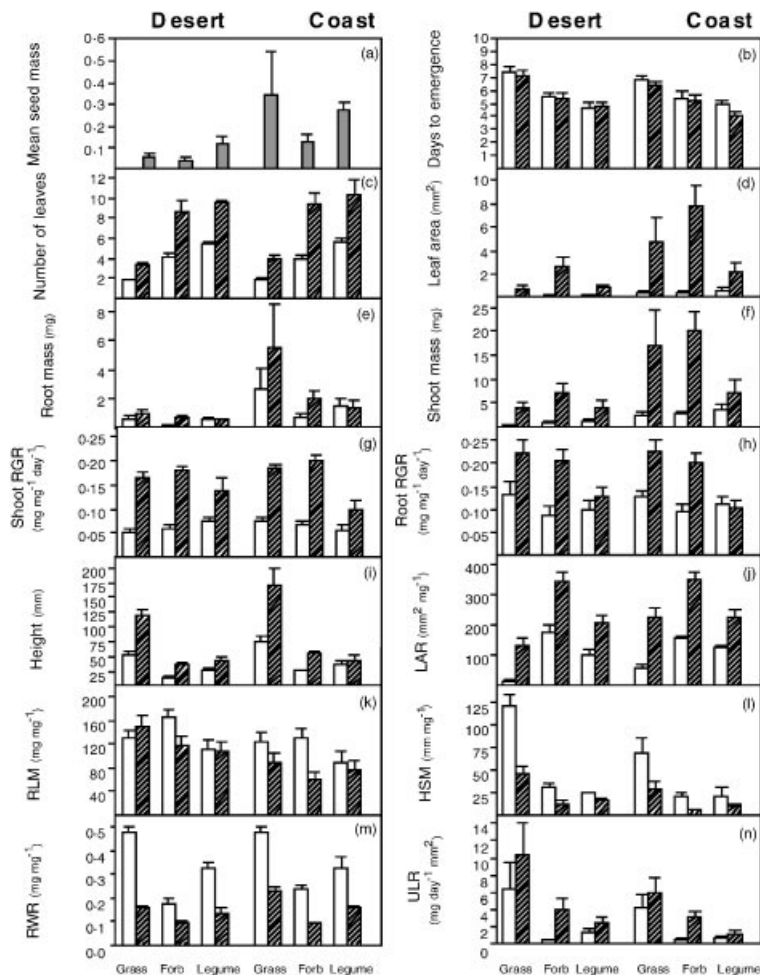 Desert Coast Desert Coast
Mean seed mass
0·6
0·5
0·4
0·3
0·2
0·1
(a)
Days to emergence
10
9
8
7
6
5
4
3
2
1
(b)
Number of leaves
12
10
8
6
4
2
(c)
Leaf area (mm²)
10
8
6
4
2
(d)
Root mass (mg)
8
6
4
2
(e)
Shoot mass (mg)
25
20
15
10
5
(f)
Shoot RGR
(mg mg⁻¹ day⁻¹)
0·25
0·20
0·15
0·10
0·05
(g)
Root RGR
(mg mg⁻¹ day⁻¹)
0·25
0·20
0·15
0·10
0·05
(h)
Height (mm)
200
175
150
125
100
75
50
25
(i)
LAR (mm² mg⁻¹)
400
300
200
100
(j)
RLM (mg mg⁻¹)
200
160
120
80
40
(k)
HSM
100
75
50
25
(l)
RWR (mg mg⁻¹)
0·5
0·4
0·3
0·2
0·1
0·0
(m)
ULR
(mg day⁻¹ mm²)
14
12
10
8
6
4
2
0
(n)
Grass Forb Legume Grass Forb Legume
Grass Forb Legume Grass Forb Legume